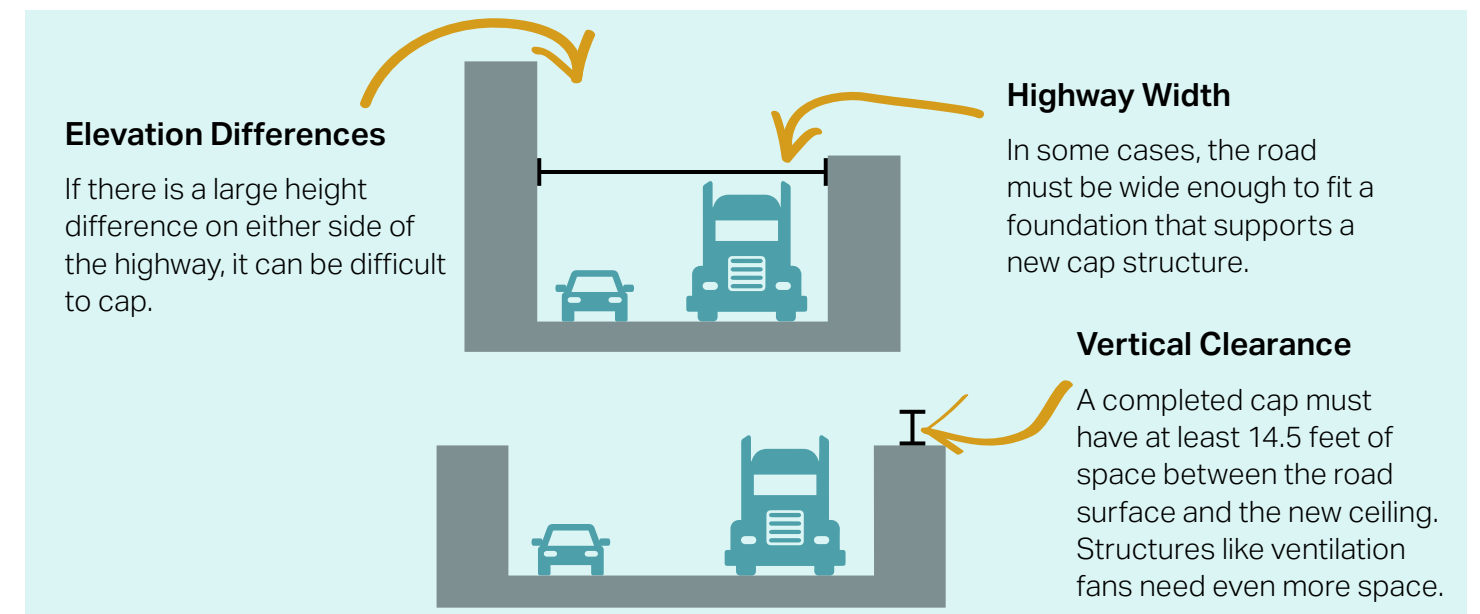 Elevation Differences
If there is a large height
difference on either side of
the highway, it can be difficult
to cap.
Highway Width
In some cases, the road
must be wide enough to fit a
foundation that supports a
new cap structure.
Vertical Clearance
A completed cap must
have at least 14.5 feet of
space between the road
surface and the new ceiling.
Structures like ventilation
fans need even more space.